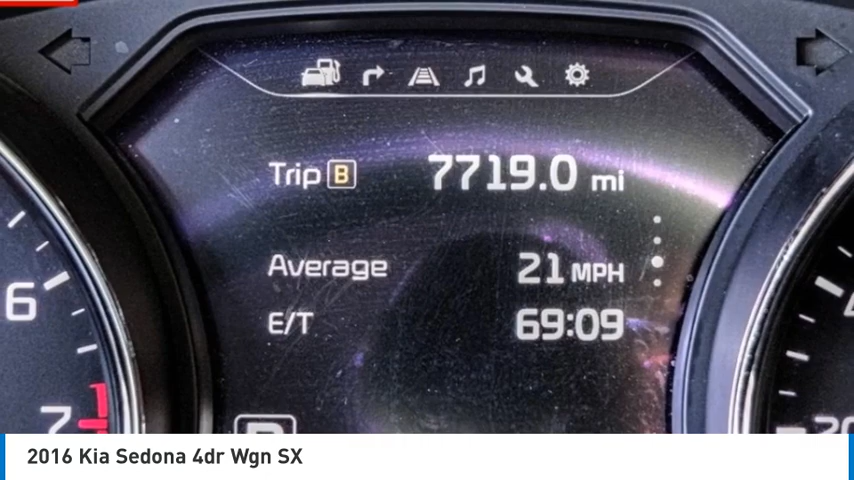 Trip B 7719.0 mi
Average 21 MPH
E/T 69:09
6
7
2016 Kia Sedona 4dr Wgn SX